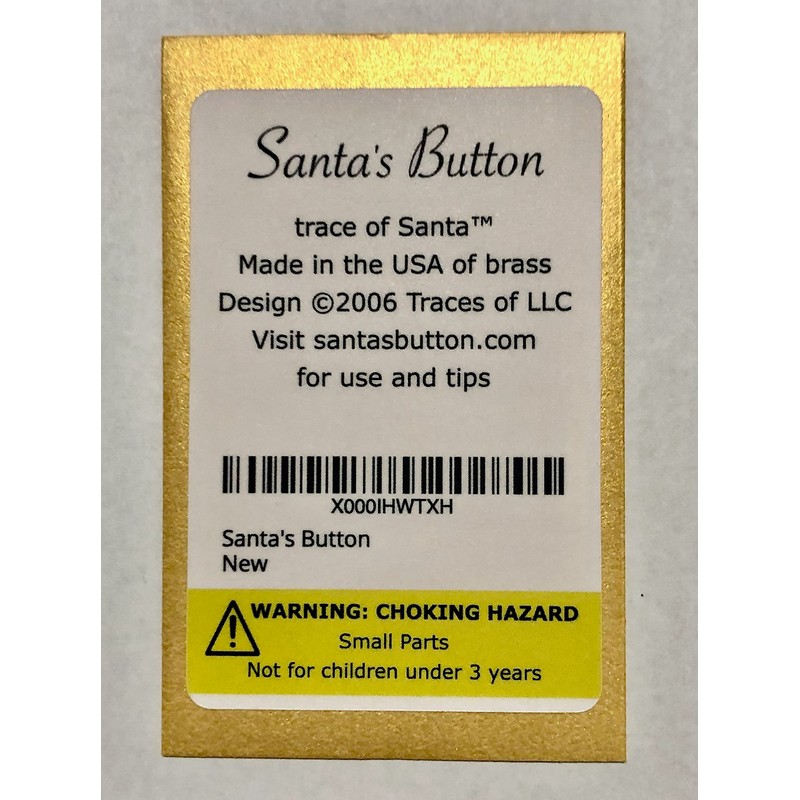 Santa's Button
trace of Santa™
Made in the USA of brass
Design ©2006 Traces of LLC
Visit santasbutton.com
for use and tips
X000IHWTXH
Santa's Button
New
WARNING: CHOKING HAZARD
Small Parts
Not for children under 3 years